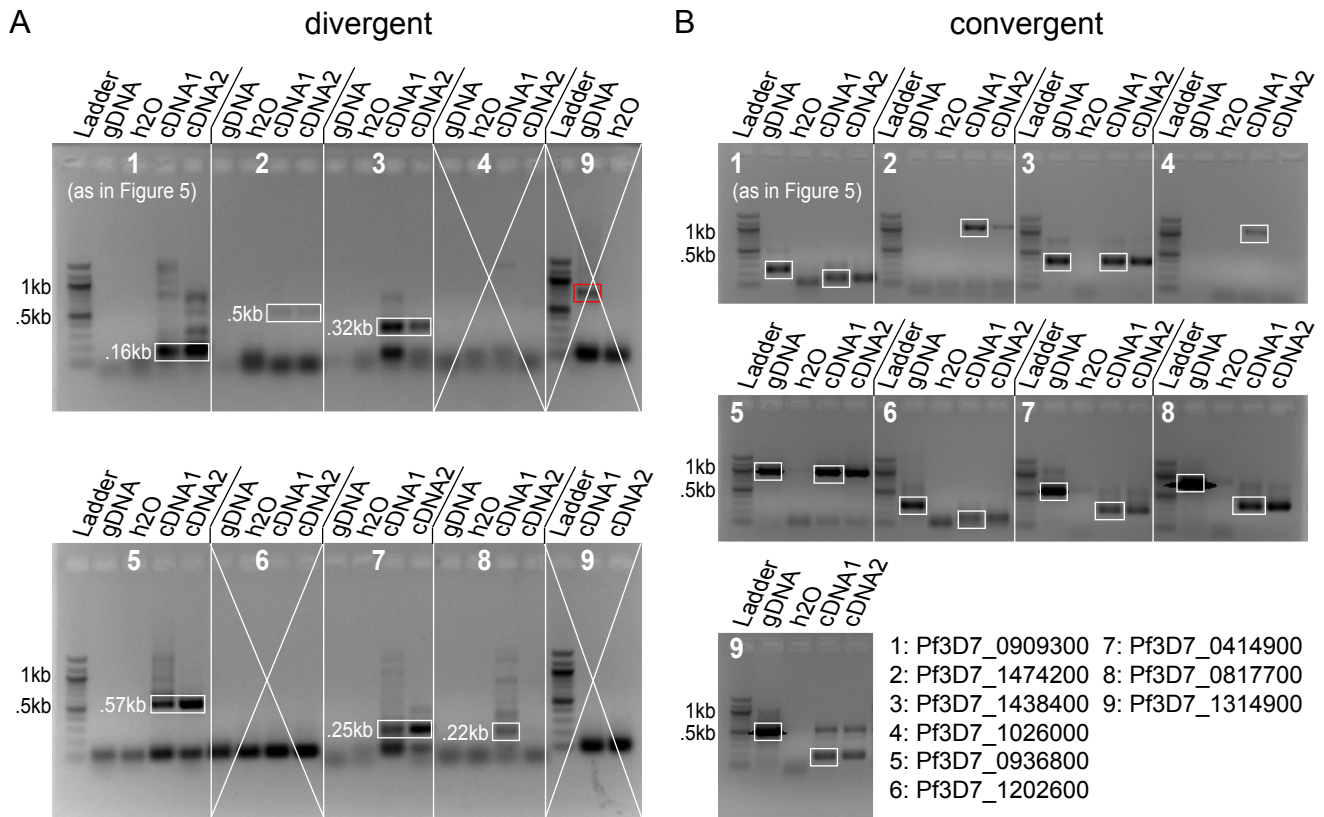 A divergent
Ladder gDNA h2O cDNA1 cDNA2 gDNA h2O cDNA1 cDNA2 gDNA h2O cDNA1 cDNA2 gDNA h2O cDNA1 cDNA2 Ladder gDNA h2O
1 2 3 4 9
(as in Figure 5)
1kb
.5kb
.5kb
.32kb
.16kb
Ladder gDNA h2O cDNA1 cDNA2 gDNA h2O cDNA1 cDNA2 gDNA h2O cDNA1 cDNA2 gDNA h2O cDNA1 cDNA2 Ladder cDNA1 cDNA2
5 6 7 8 9
1kb
.5kb
.57kb
.25kb
.22kb
B convergent
Ladder gDNA h2O cDNA1 cDNA2 Ladder gDNA h2O cDNA1 cDNA2 Ladder gDNA h2O cDNA1 cDNA2 Ladder gDNA h2O cDNA1 cDNA2
1 2 3 4
(as in Figure 5)
1kb
.5kb
Ladder gDNA h2O cDNA1 cDNA2 Ladder gDNA h2O cDNA1 cDNA2 Ladder gDNA h2O cDNA1 cDNA2 Ladder gDNA h2O cDNA1 cDNA2
5 6 7 8
1kb
.5kb
Ladder gDNA h2O cDNA1 cDNA2
9
1kb
.5kb
1: Pf3D7_0909300 7: Pf3D7_0414900
2: Pf3D7_1474200 8: Pf3D7_0817700
3: Pf3D7_1438400 9: Pf3D7_1314900
4: Pf3D7_1026000
5: Pf3D7_0936800
6: Pf3D7_1202600